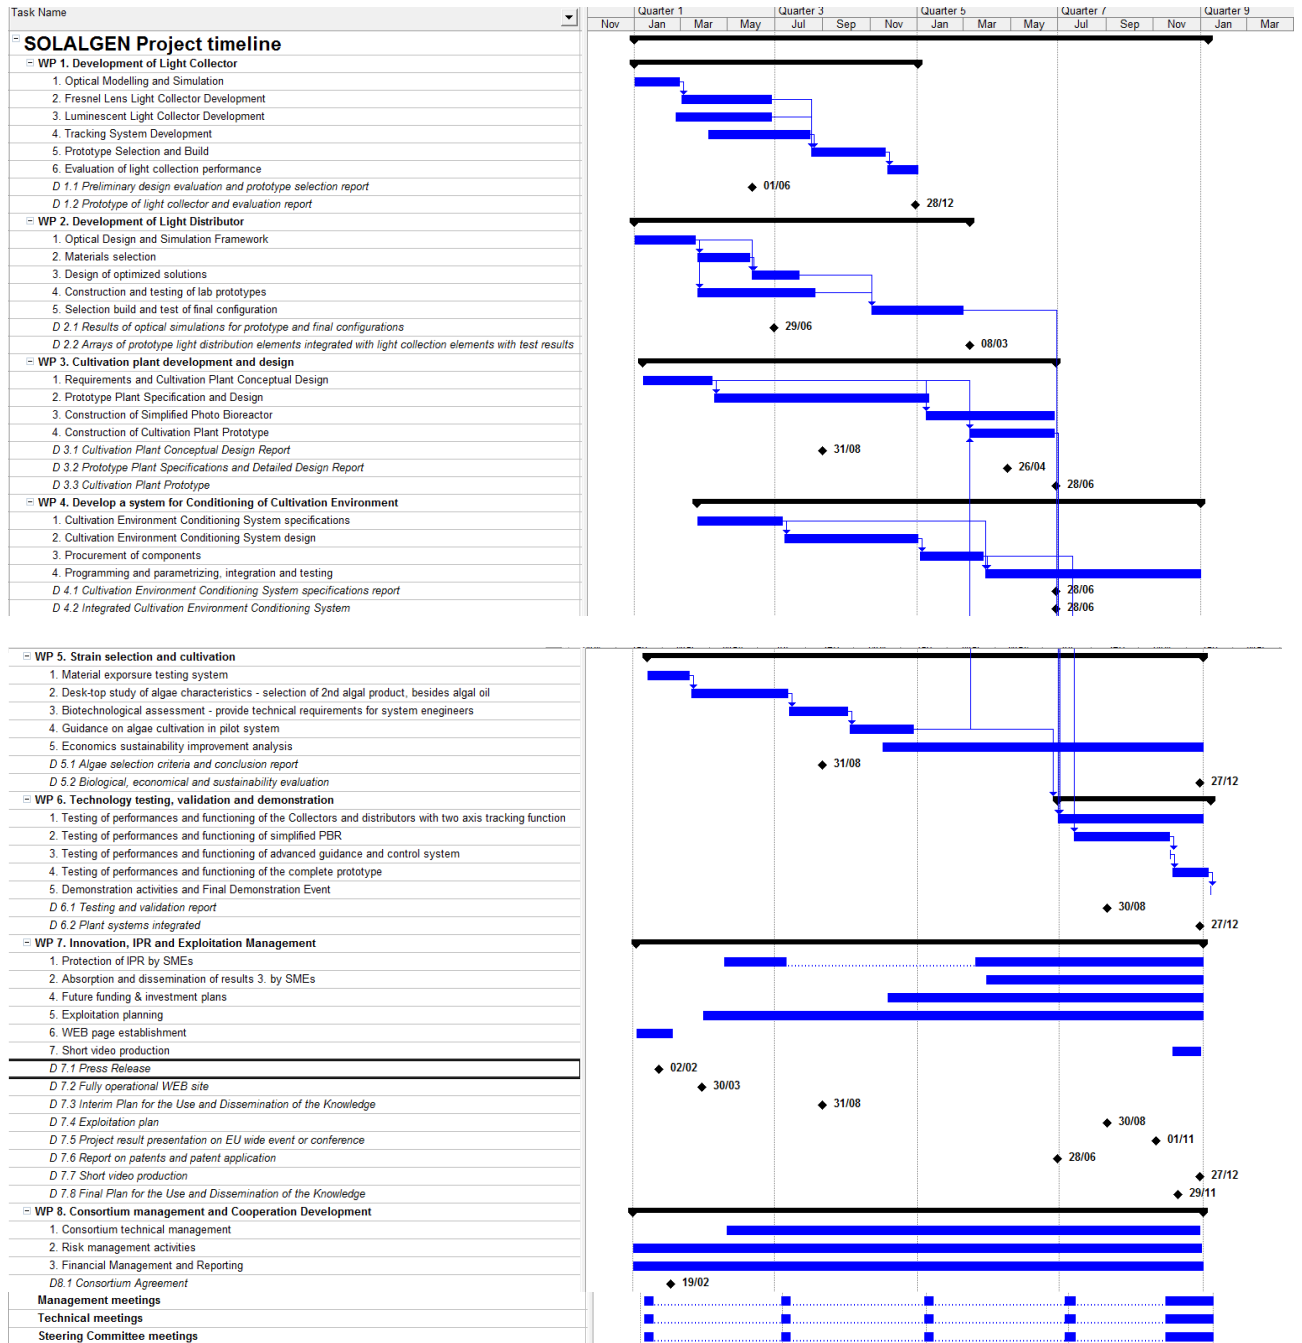 Task Name
Quarter 1 Quarter 3 Quarter 5 Quarter 7 Quarter 9
Nov Jan Mar May Jul Sep Nov Jan Mar May Jul Sep Nov Jan Mar
SOLALGEN Project timeline
WP 1. Development of Light Collector
1. Optical Modelling and Simulation
2. Fresnel Lens Light Collector Development
3. Luminescent Light Collector Development
4. Tracking System Development
5. Prototype Selection and Build
6. Evaluation of light collection performance
D 1.1 Preliminary design evaluation and prototype selection report 01/06
D 1.2 Prototype of light collector and evaluation report 28/12
WP 2. Development of Light Distributor
1. Optical Design and Simulation Framework
2. Materials selection
3. Design of optimized solutions
4. Construction and testing of lab prototypes
5. Selection build and test of final configuration
D 2.1 Results of optical simulations for prototype and final configurations 29/06
D 2.2 Arrays of prototype light distribution elements integrated with light collection elements with test results 08/03
WP 3. Cultivation plant development and design
1. Requirements and Cultivation Plant Conceptual Design
2. Prototype Plant Specification and Design
3. Construction of Simplified Photo Bioreactor
4. Construction of Cultivation Plant Prototype
D 3.1 Cultivation Plant Conceptual Design Report 31/08
D 3.2 Prototype Plant Specifications and Detailed Design Report 26/04
D 3.3 Cultivation Plant Prototype 28/06
WP 4. Develop a system for Conditioning of Cultivation Environment
1. Cultivation Environment Conditioning System specifications
2. Cultivation Environment Conditioning System design
3. Procurement of components
4. Programming and parametrizing, integration and testing
D 4.1 Cultivation Environment Conditioning System specifications report 28/06
D 4.2 Integrated Cultivation Environment Conditioning System 28/06
WP 5. Strain selection and cultivation
1. Material exporsure testing system
2. Desk-top study of algae characteristics - selection of 2nd algal product, besides algal oil
3. Biotechnological assessment - provide technical requirements for system enegineers
4. Guidance on algae cultivation in pilot system
5. Economics sustainability improvement analysis
D 5.1 Algae selection criteria and conclusion report 31/08
D 5.2 Biological, economical and sustainability evaluation 27/12
WP 6. Technology testing, validation and demonstration
1. Testing of performances and functioning of the Collectors and distributors with two axis tracking function
2. Testing of performances and functioning of simplified PBR
3. Testing of performances and functioning of advanced guidance and control system
4. Testing of performances and functioning of the complete prototype
5. Demonstration activities and Final Demonstration Event
D 6.1 Testing and validation report 30/08
D 6.2 Plant systems integrated 27/12
WP 7. Innovation, IPR and Exploitation Management
1. Protection of IPR by SMEs
2. Absorption and dissemination of results 3. by SMEs
4. Future funding & investment plans
5. Exploitation planning
6. WEB page establishment
7. Short video production
D 7.1 Press Release 02/02
D 7.2 Fully operational WEB site 30/03
D 7.3 Interim Plan for the Use and Dissemination of the Knowledge 31/08
D 7.4 Exploitation plan 30/08
D 7.5 Project result presentation on EU wide event or conference 01/11
D 7.6 Report on patents and patent application 28/06
D 7.7 Short video production 27/12
D 7.8 Final Plan for the Use and Dissemination of the Knowledge 29/11
WP 8. Consortium management and Cooperation Development
1. Consortium technical management
2. Risk management activities
3. Financial Management and Reporting
D8.1 Consortium Agreement 19/02
Management meetings
Technical meetings
Steering Committee meetings